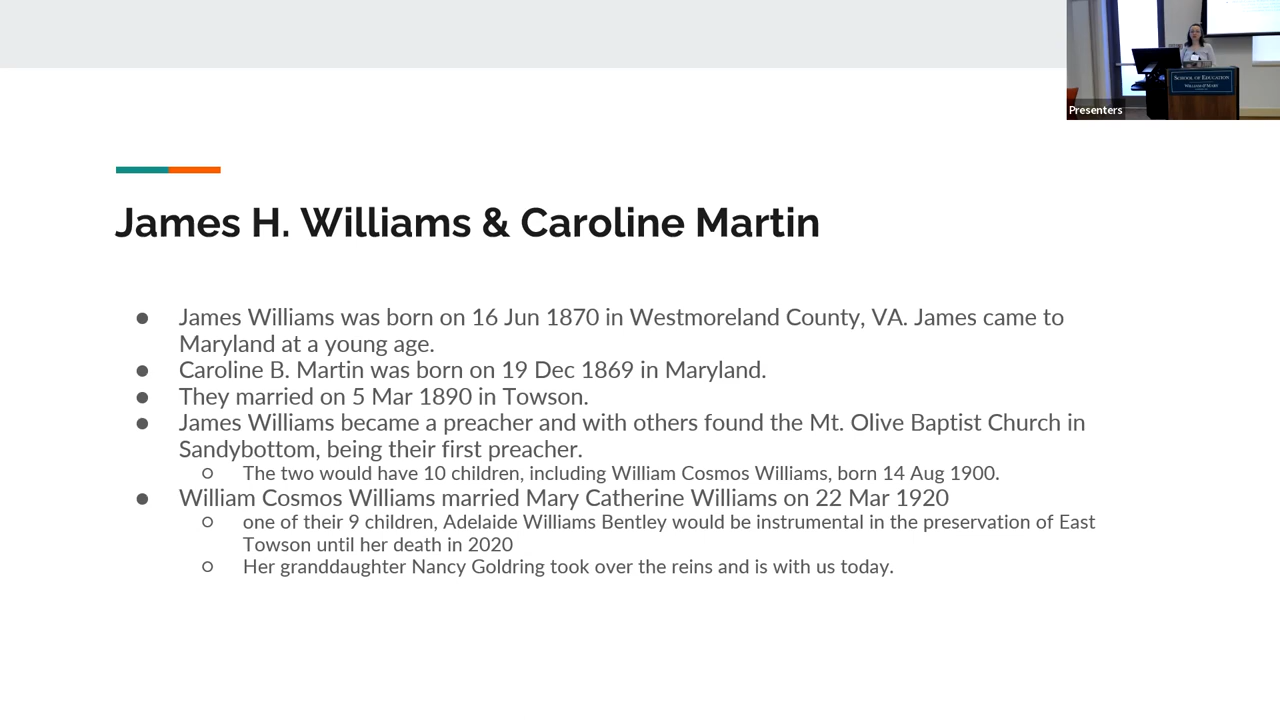 Presenters
SCHOOL OF EDUCATION
WILLIAM & MARY
James H. Williams & Caroline Martin
● James Williams was born on 16 Jun 1870 in Westmoreland County, VA. James came to
Maryland at a young age.
● Caroline B. Martin was born on 19 Dec 1869 in Maryland.
● They married on 5 Mar 1890 in Towson.
● James Williams became a preacher and with others found the Mt. Olive Baptist Church in
Sandybottom, being their first preacher.
○ The two would have 10 children, including William Cosmos Williams, born 14 Aug 1900.
● William Cosmos Williams married Mary Catherine Williams on 22 Mar 1920
○ one of their 9 children, Adelaide Williams Bentley would be instrumental in the preservation of East
Towson until her death in 2020
○ Her granddaughter Nancy Goldring took over the reins and is with us today.